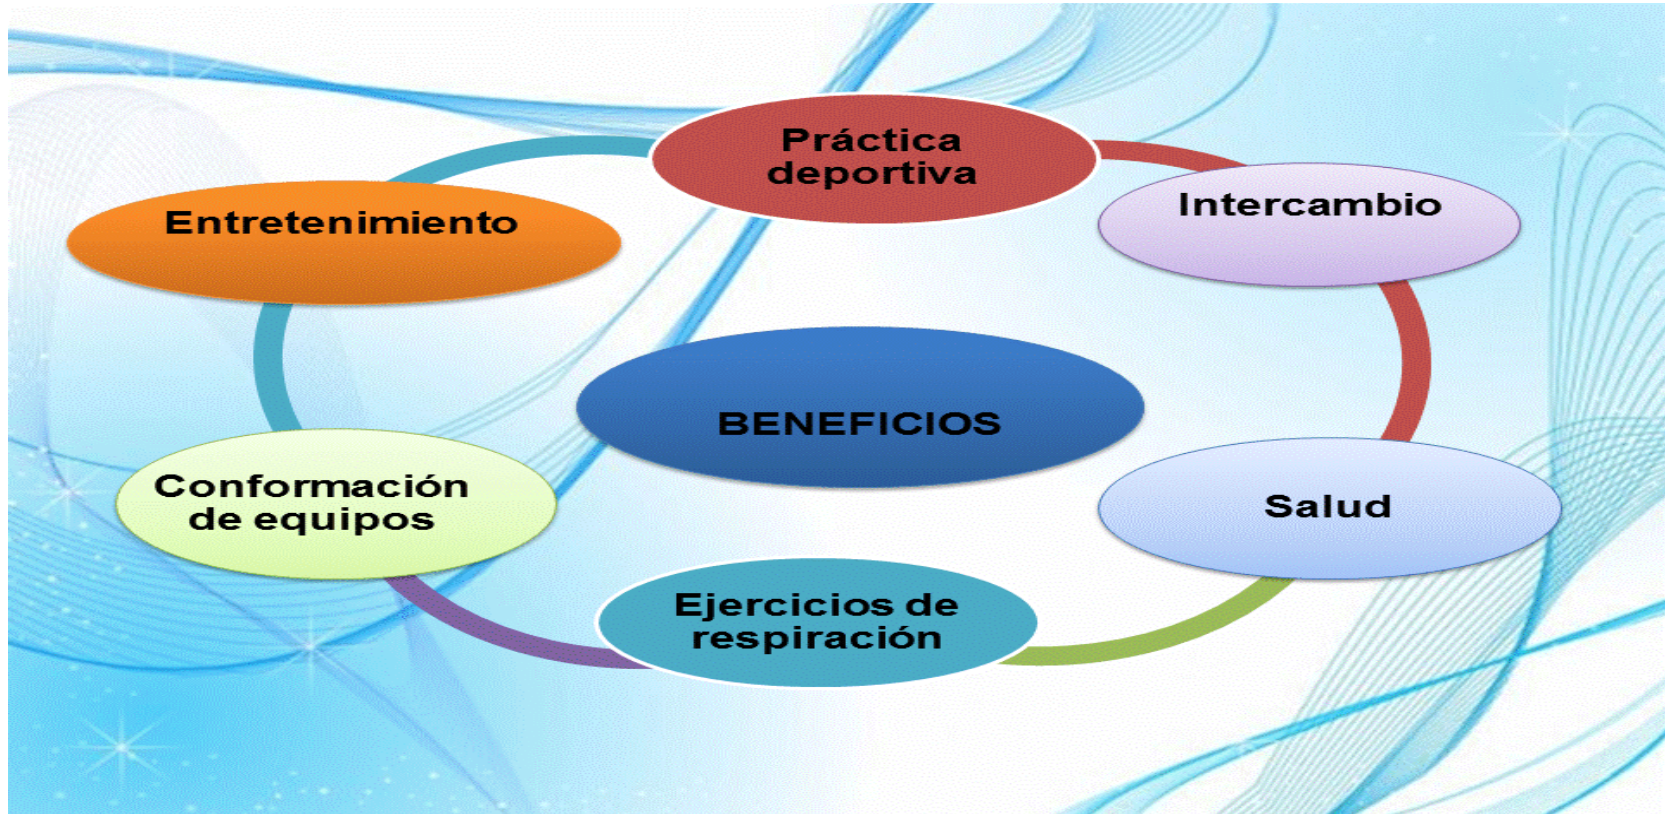 Práctica
deportiva
Intercambio
Entretenimiento
BENEFICIOS
Conformación
de equipos
Salud
Ejercicios de
respiración